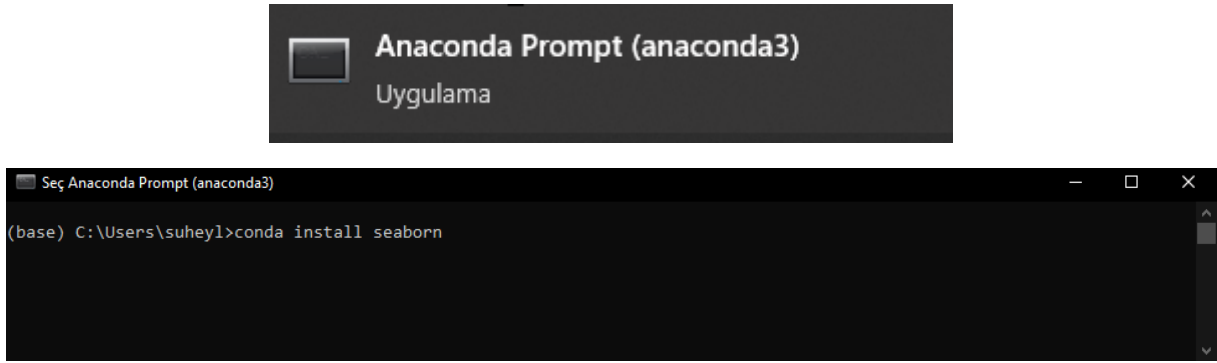 Anaconda Prompt (anaconda3)
Uygulama
Seç Anaconda Prompt (anaconda3)
(base) C:\Users\suheyl>conda install seaborn